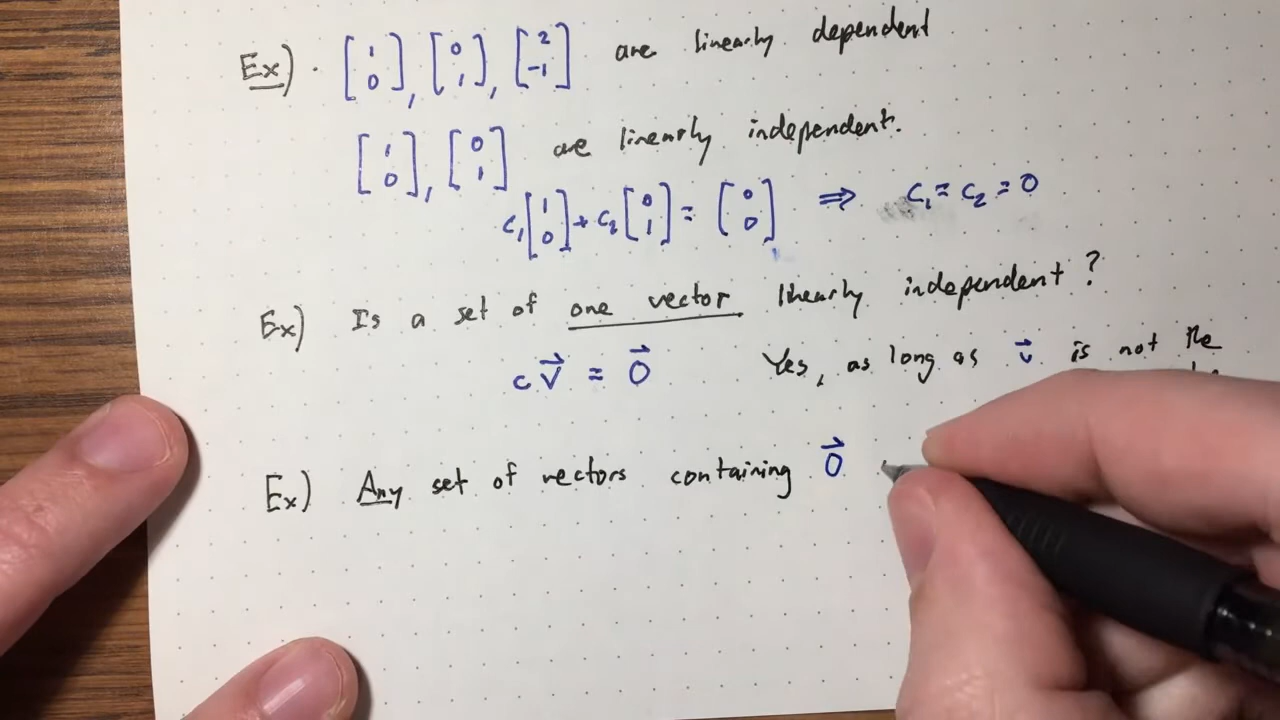 Ex) . [1 0], [0 1], [2 -1] are linearly dependent
[1 0], [0 1] are linearly independent.
c₁[1 0] + c₂[0 1] = [0 0] ⇒ c₁ = c₂ = 0
Ex) Is a set of one vector linearly independent?
c v⃗ = 0⃗ Yes, as long as v⃗ is not the
Ex) Any set of vectors containing 0⃗